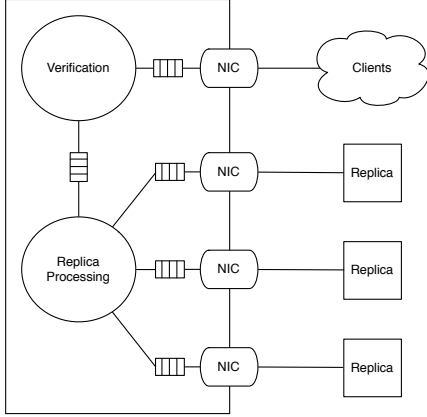 Verification
NIC
Clients
NIC
Replica
Replica
Processing
NIC
Replica
NIC
Replica